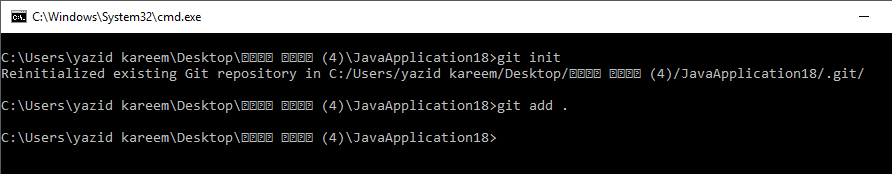 C:\Windows\System32\cmd.exe
C:\Users\yazid kareem\Desktop\ (4)\JavaApplication18>git init
Reinitialized existing Git repository in C:/Users/yazid kareem/Desktop/ (4)/JavaApplication18/.git/
C:\Users\yazid kareem\Desktop\ (4)\JavaApplication18>git add .
C:\Users\yazid kareem\Desktop\ (4)\JavaApplication18>